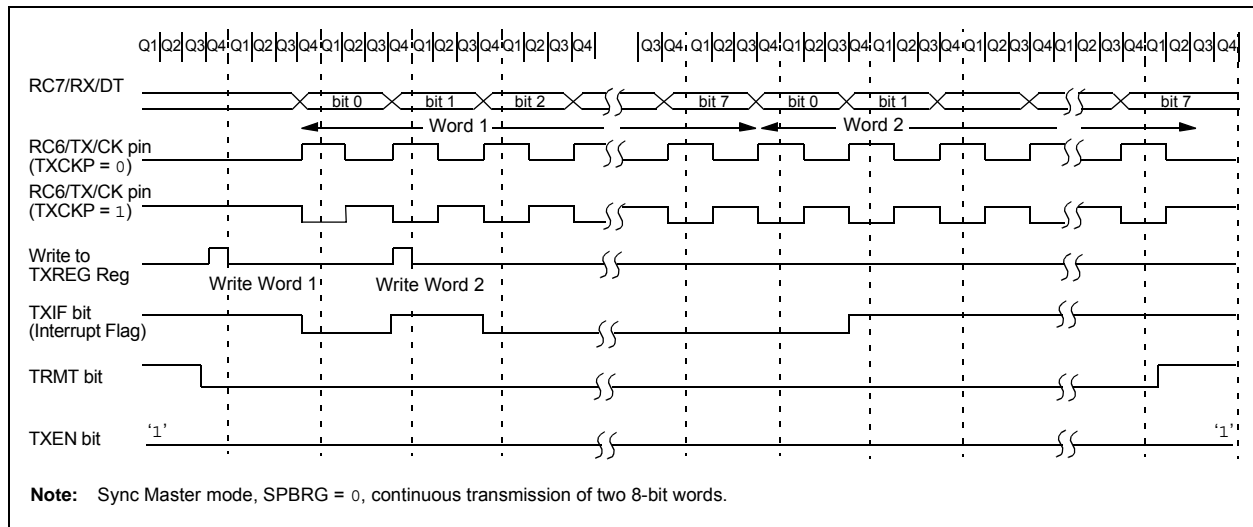 Q1 Q2 Q3 Q4 Q1 Q2 Q3 Q4 Q1 Q2 Q3 Q4 Q1 Q2 Q3 Q4 Q1 Q2 Q3 Q4 Q3 Q4 Q1 Q2 Q3 Q4 Q1 Q2 Q3 Q4 Q1 Q2 Q3 Q4 Q1 Q2 Q3 Q4 Q1 Q2 Q3 Q4 Q1 Q2 Q3 Q4
RC7/RX/DT
bit 0 bit 1 bit 2 bit 7 bit 0 bit 1 bit 7
Word 1 Word 2
RC6/TX/CK pin
(TXCKP = 0)
RC6/TX/CK pin
(TXCKP = 1)
Write to
TXREG Reg
Write Word 1 Write Word 2
TXIF bit
(Interrupt Flag)
TRMT bit
TXEN bit
‘1’ ‘1’
Note: Sync Master mode, SPBRG = 0, continuous transmission of two 8-bit words.